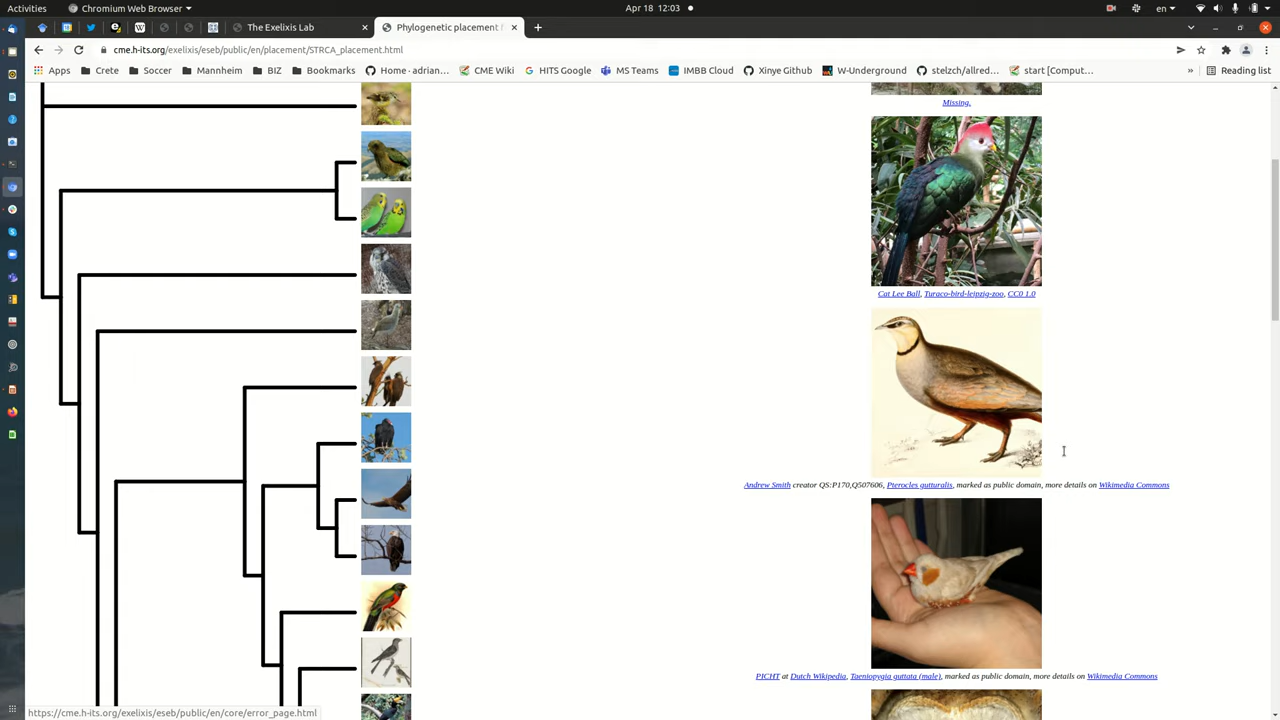 Activities
Chromium-browser
Apr 18 12:03
The Exelixis Lab
Phylogenetic placement
cme.h-its.org/exelixis/eseb/public/en/placement/STRCA_placement.html
Apps Crete Soccer Mannheim BIZ Bookmarks Home · adrian… CME Wiki HITS Google MS Teams IMBB Cloud Xinye Github W-Underground stelzch/allred… start [Comput… » Reading list
Missing.
Cat Lee Ball, Turaco-bird-leipzig-zoo, CC0 1.0
Andrew Smith creator QS:P170,Q507606, Pterocles gutturalis, marked as public domain, more details on Wikimedia Commons
PICHT at Dutch Wikipedia, Taeniopygia guttata (male), marked as public domain, more details on Wikimedia Commons
https://cme.h-its.org/exelixis/eseb/public/en/core/error_page.html